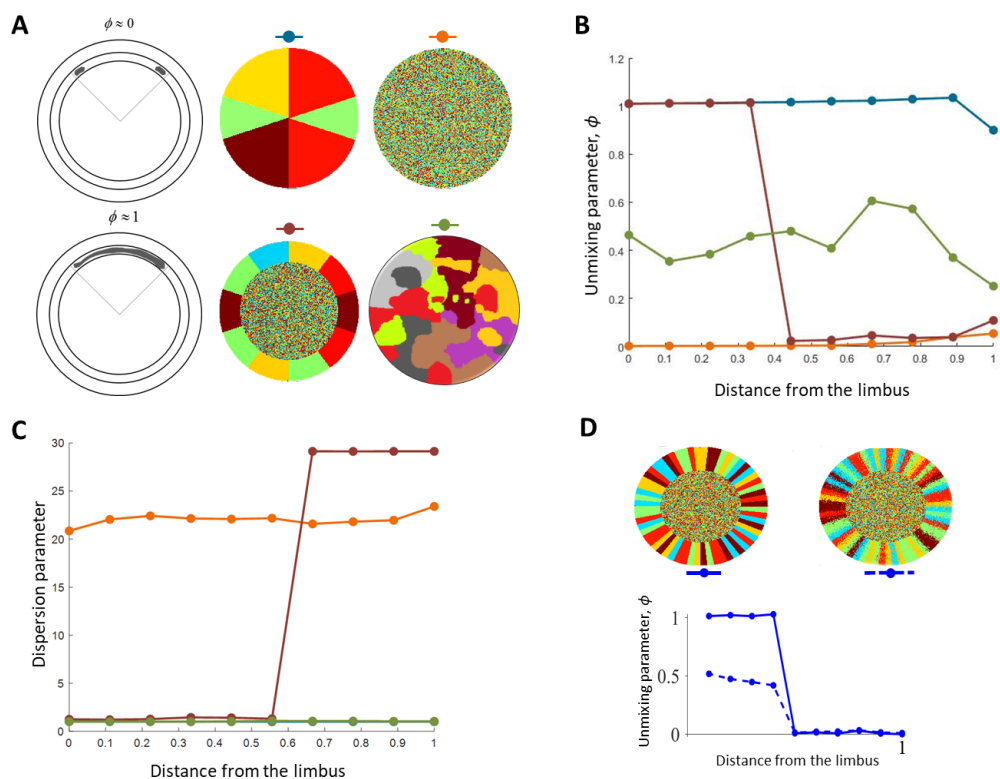 A
ϕ ≈ 0
ϕ ≈ 1
B
1.2
1
0.8
0.6
0.4
0.2
0
Unmixing parameter, ϕ
0 0.1 0.2 0.3 0.4 0.5 0.6 0.7 0.8 0.9 1
Distance from the limbus
C
30
25
20
15
10
5
0
Dispersion parameter
0 0.1 0.2 0.3 0.4 0.5 0.6 0.7 0.8 0.9 1
Distance from the limbus
D
Unmixing parameter, ϕ
1
0.5
0
1
Distance from the limbus